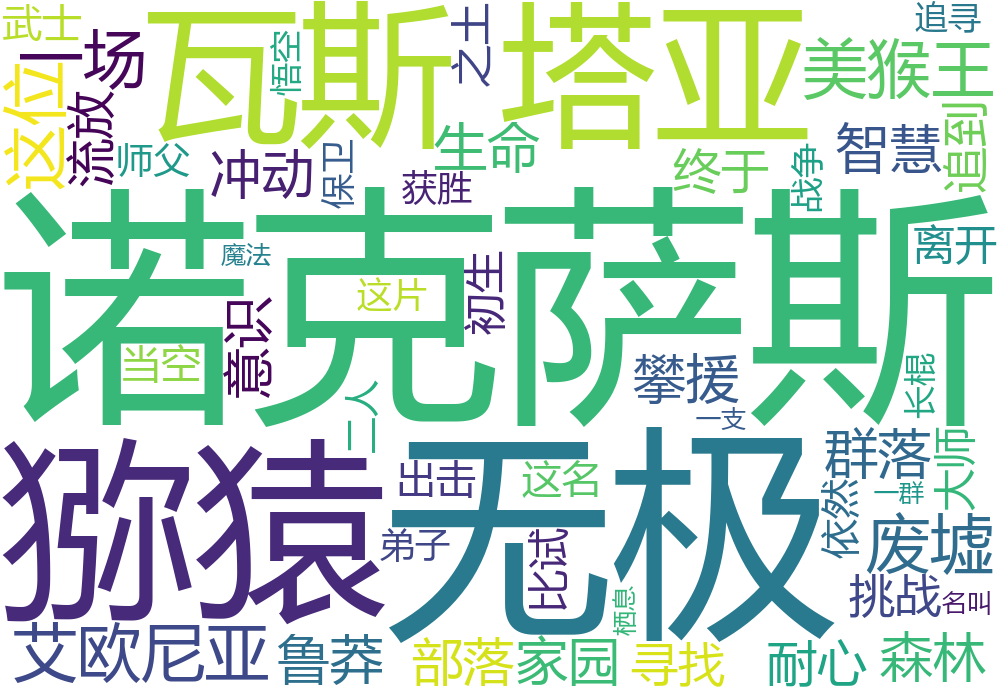 武士
一场
瓦斯塔亚
悟空
之士
追寻
美猴王
这位
流放
师父
冲动
保卫
获胜
生命
终于
战争
智慧
追到
诺克萨斯
魔法
这片
初生
离开
意识
当空
二人
攀援
一支
长棍
猕猿
无极
出击
这名
群落
一群
大师
依然
弟子
比试
栖息
废墟
挑战
名叫
艾欧尼亚
鲁莽
部落
家园
寻找
耐心
森林